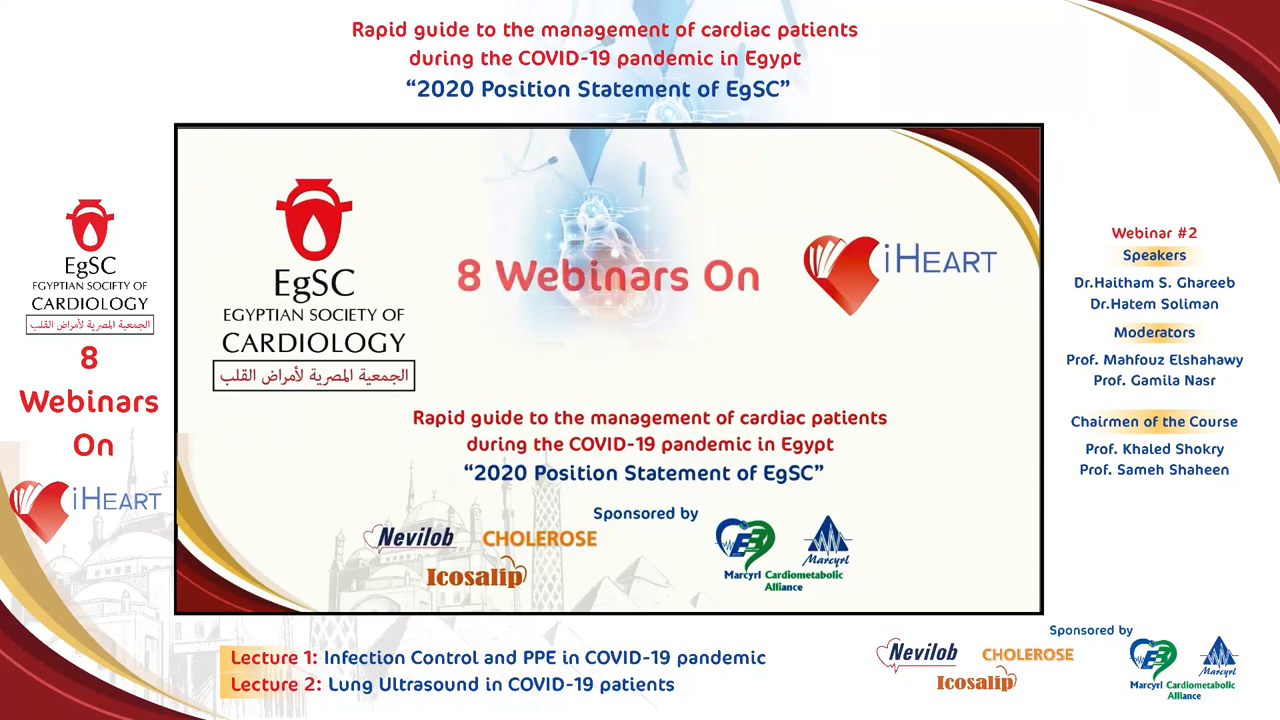 Rapid guide to the management of cardiac patients
during the COVID-19 pandemic in Egypt
“2020 Position Statement of EgSC”
EgSC
EGYPTIAN SOCIETY OF
CARDIOLOGY
الجمعية المصرية لأمراض القلب
8
Webinars
On
iHEART
EgSC
EGYPTIAN SOCIETY OF
CARDIOLOGY
الجمعية المصرية لأمراض القلب
8 Webinars On
iHEART
Rapid guide to the management of cardiac patients
during the COVID-19 pandemic in Egypt
“2020 Position Statement of EgSC”
Sponsored by
Nevilob
CHOLEROSE
Icosalip
Marcyrl Cardiometabolic
Alliance
Marcyrl
Webinar #2
Speakers
Dr.Haitham S. Ghareeb
Dr.Hatem Soliman
Moderators
Prof. Mahfouz Elshahawy
Prof. Gamila Nasr
Chairmen of the Course
Prof. Khaled Shokry
Prof. Sameh Shaheen
Lecture 1: Infection Control and PPE in COVID-19 pandemic
Lecture 2: Lung Ultrasound in COVID-19 patients
Sponsored by
Nevilob
CHOLEROSE
Icosalip
Marcyrl Cardiometabolic
Alliance
Marcyrl